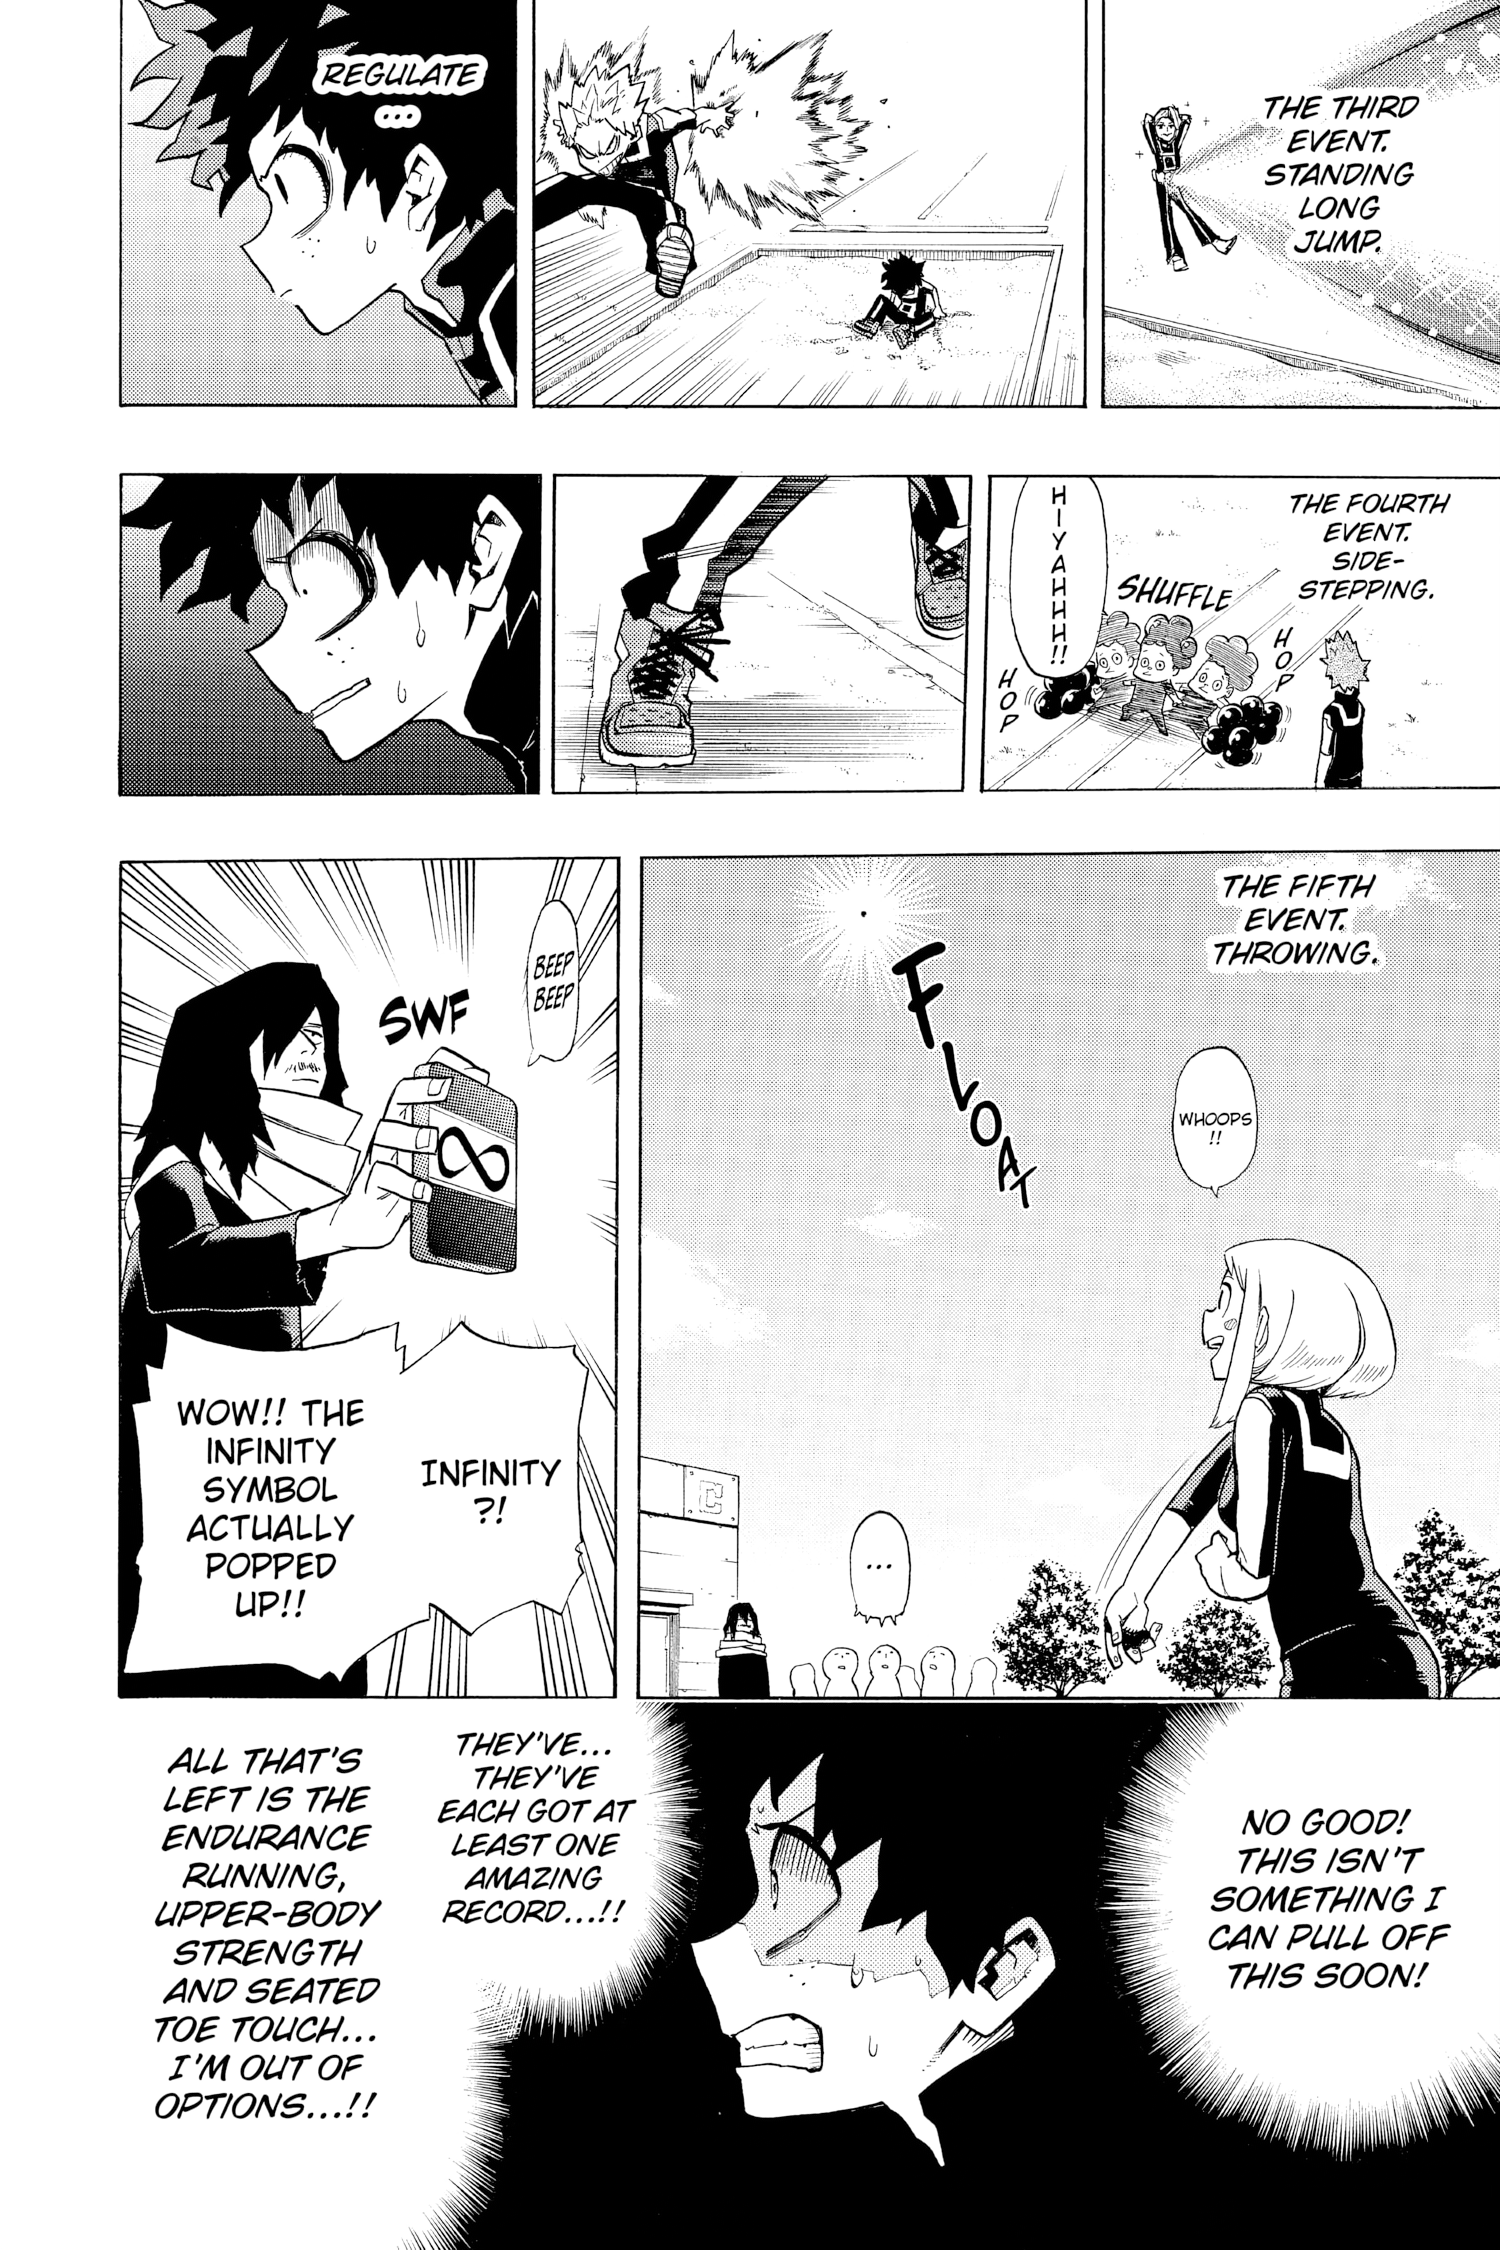 THE THIRD
EVENT.
STANDING
LONG
JUMP.
REGULATE
...
THE FOURTH
EVENT.
SIDE-
STEPPING.
HOP
SHUFFLE
HIYAHHH!!
HOP
THE FIFTH
EVENT.
THROWING.
WHOOPS
!!
FLOAT
C
...
BEEP
BEEP
SWF
∞
INFINITY
?!
WOW!! THE
INFINITY
SYMBOL
ACTUALLY
POPPED
UP!!
NO GOOD!
THIS ISN'T
SOMETHING I
CAN PULL OFF
THIS SOON!
THEY'VE...
THEY'VE
EACH GOT AT
LEAST ONE
AMAZING
RECORD...!!
ALL THAT'S
LEFT IS THE
ENDURANCE
RUNNING,
UPPER-BODY
STRENGTH
AND SEATED
TOE TOUCH...
I'M OUT OF
OPTIONS...!!